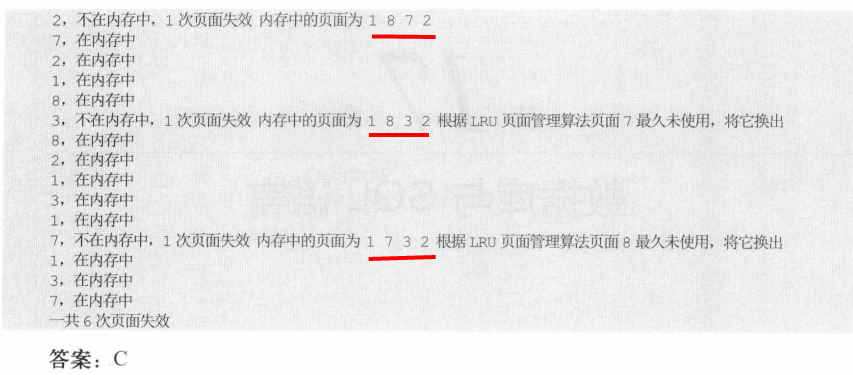 2, 不在内存中, 1 次页面失效 内存中的页面为 1 8 7 2
7, 在内存中
2, 在内存中
1, 在内存中
8, 在内存中
3, 不在内存中, 1 次页面失效 内存中的页面为 1 8 3 2 根据 LRU 页面管理算法页面 7 最久未使用, 将它换出
8, 在内存中
2, 在内存中
1, 在内存中
3, 在内存中
1, 在内存中
7, 不在内存中, 1 次页面失效 内存中的页面为 1 7 3 2 根据 LRU 页面管理算法页面 8 最久未使用, 将它换出
1, 在内存中
3, 在内存中
7, 在内存中
一共 6 次页面失效
答案: C